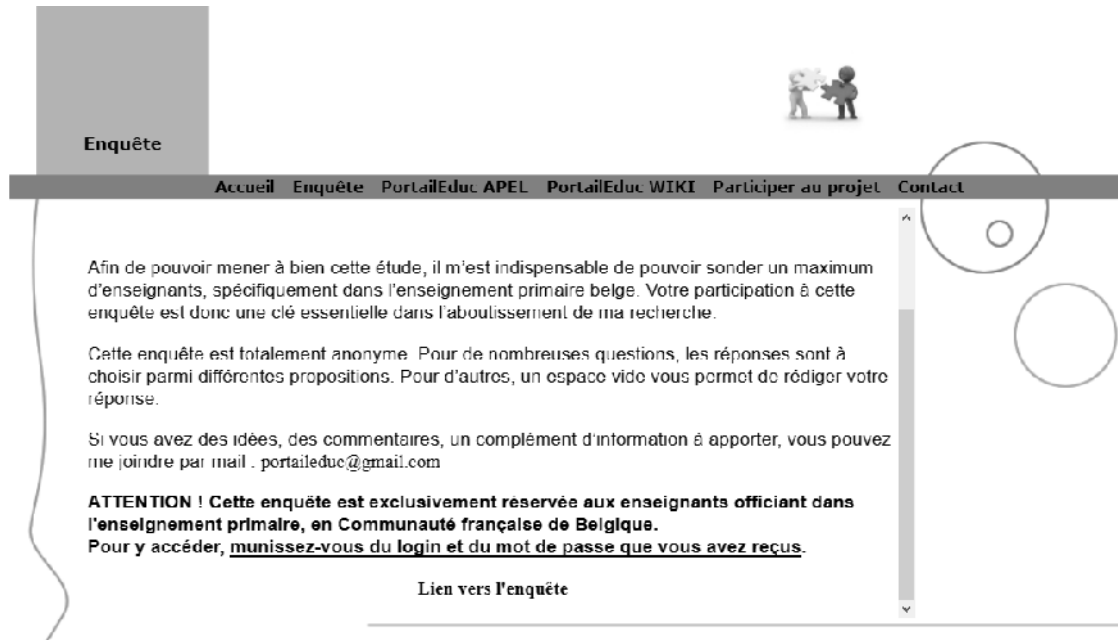 Enquête
Accueil Enquête PortailEduc APEL PortailEduc WIKI Participer au projet Contact
Afin de pouvoir mener à bien cette étude, il m'est indispensable de pouvoir sonder un maximum
d'enseignants, spécifiquement dans l'enseignement primaire belge. Votre participation à cette
enquête est donc une clé essentielle dans l'aboutissement de ma recherche.
Cette enquête est totalement anonyme. Pour de nombreuses questions, les réponses sont à
choisir parmi différentes propositions. Pour d'autres, un espace vide vous permet de rédiger votre
réponse.
Si vous avez des idées, des commentaires, un complément d'information à apporter, vous pouvez
me joindre par mail : portaileduc@gmail.com
ATTENTION ! Cette enquête est exclusivement réservée aux enseignants officiant dans
l'enseignement primaire, en Communauté française de Belgique.
Pour y accéder, munissez-vous du login et du mot de passe que vous avez reçus.
Lien vers l'enquête